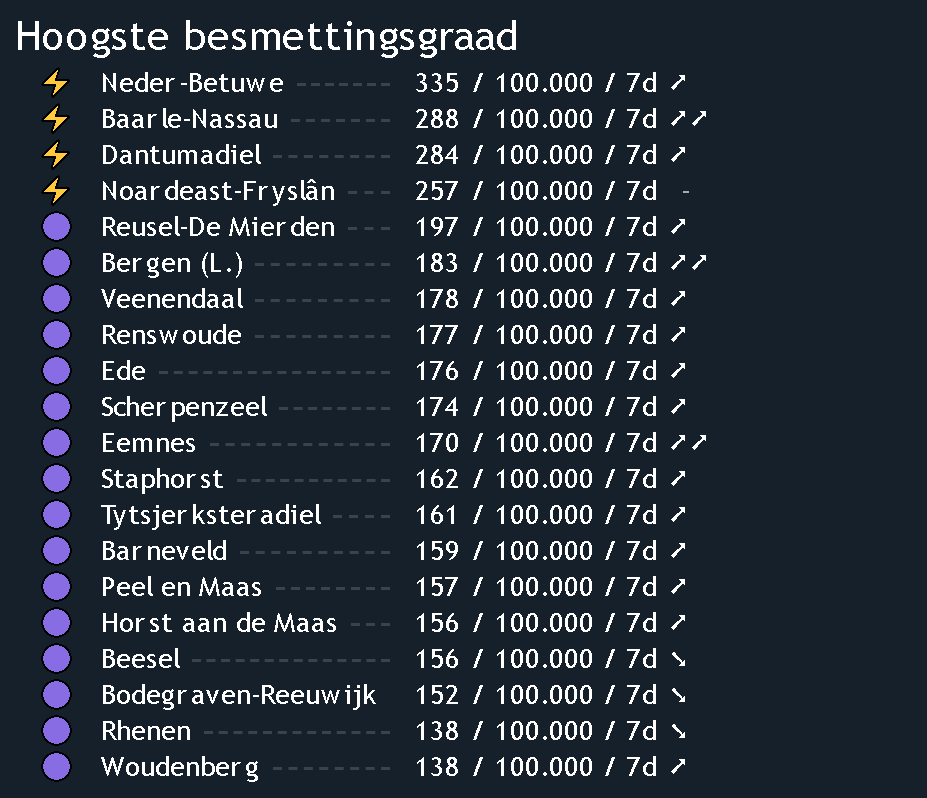 Hoogste besmettingsgraad
⚡ Neder-Betuwe ------- 335 / 100.000 / 7d ➚
⚡ Baarle-Nassau ------- 288 / 100.000 / 7d ➚➚
⚡ Dantumadiel -------- 284 / 100.000 / 7d ➚
⚡ Noardeast-Fryslân --- 257 / 100.000 / 7d -
🟣 Reusel-De Mierden --- 197 / 100.000 / 7d ➚
🟣 Bergen (L.) --------- 183 / 100.000 / 7d ➚➚
🟣 Veenendaal --------- 178 / 100.000 / 7d ➚
🟣 Renswoude --------- 177 / 100.000 / 7d ➚
🟣 Ede ---------------- 176 / 100.000 / 7d ➚
🟣 Scherpenzeel ------- 174 / 100.000 / 7d ➚
🟣 Eemnes ------------ 170 / 100.000 / 7d ➚➚
🟣 Staphorst ---------- 162 / 100.000 / 7d ➚
🟣 Tytsjerksteradiel ---- 161 / 100.000 / 7d ➚
🟣 Barneveld ---------- 159 / 100.000 / 7d ➚
🟣 Peel en Maas ------- 157 / 100.000 / 7d ➚
🟣 Horst aan de Maas --- 156 / 100.000 / 7d ➚
🟣 Beesel ------------- 156 / 100.000 / 7d ➘
🟣 Bodegraven-Reeuwijk 152 / 100.000 / 7d ➘
🟣 Rhenen ------------ 138 / 100.000 / 7d ➘
🟣 Woudenberg -------- 138 / 100.000 / 7d ➚